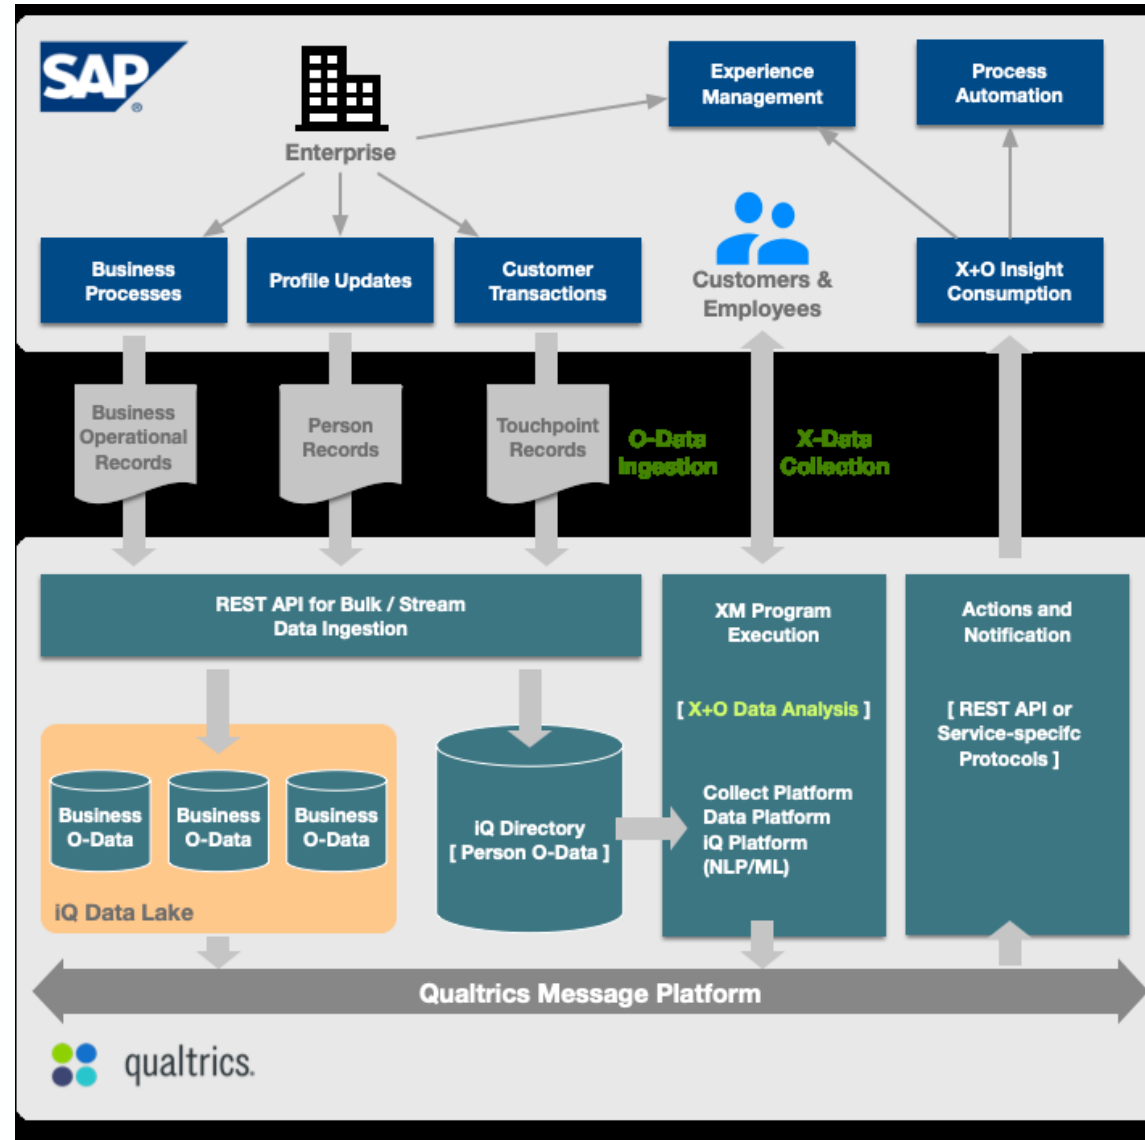 SAP
®
Enterprise
Experience
Management
Process
Automation
Business
Processes
Profile Updates
Customer
Transactions
Customers &
Employees
X+O Insight
Consumption
Business
Operational
Records
Person
Records
Touchpoint
Records
O-Data
Ingestion
X-Data
Collection
REST API for Bulk / Stream
Data Ingestion
XM Program
Execution
[ X+O Data Analysis ]
Collect Platform
Data Platform
iQ Platform
(NLP/ML)
Actions and
Notification
[ REST API or
Service-specifc
Protocols ]
Business
O-Data
Business
O-Data
Business
O-Data
iQ Data Lake
iQ Directory
[ Person O-Data ]
Qualtrics Message Platform
qualtrics.